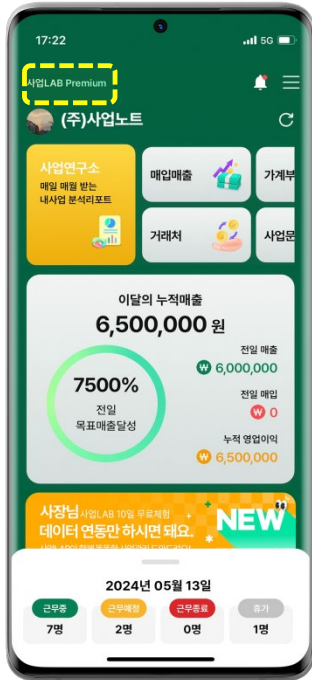 17:22
5G
사업LAB Premium
(주)사업노트
사업연구소
매일 매월 받는
내사업 분석리포트
매입매출
가계부
거래처
사업문
이달의 누적매출
6,500,000 원
7500%
전일
목표매출달성
전일 매출
6,000,000
전일 매입
0
누적 영업이익
6,500,000
사장님 사업LAB 10일 무료체험
데이터 연동만 하시면 돼요.
NEW
2024년 05월 13일
근무중
근무예정
근무종료
휴가
7명
2명
0명
1명